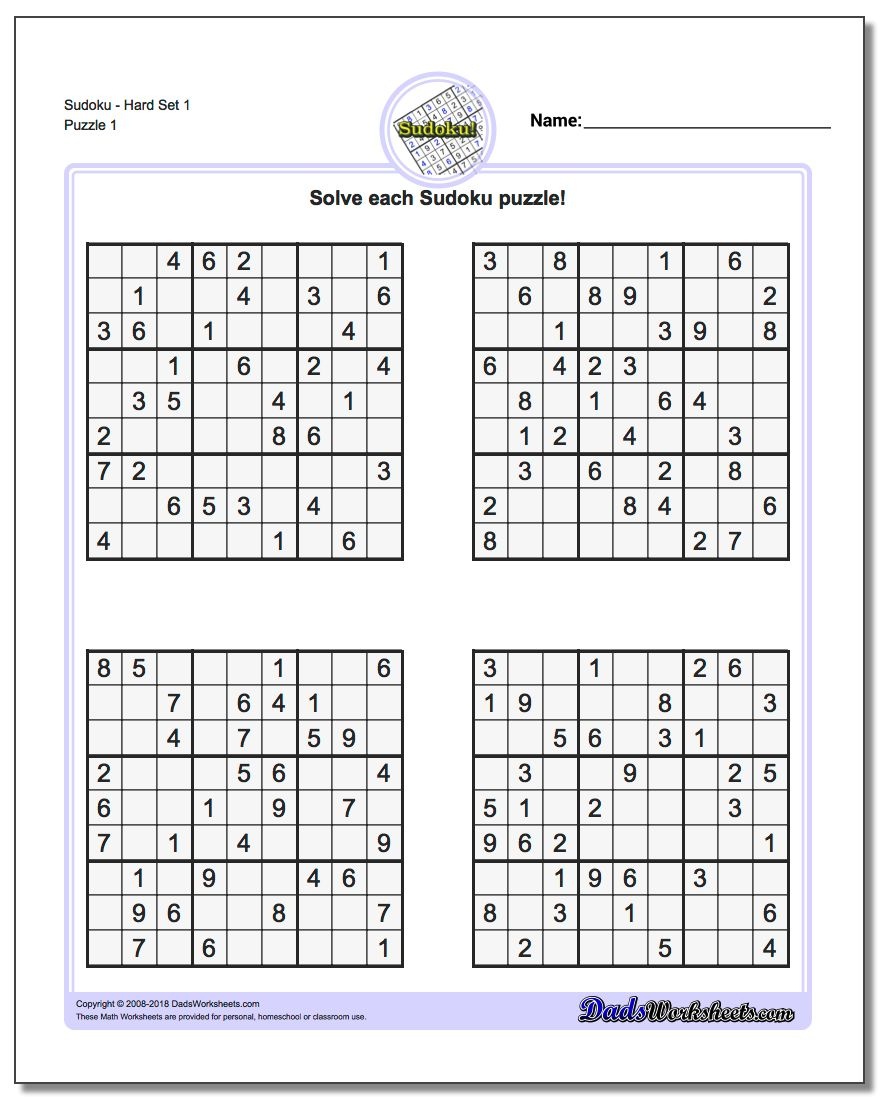 Sudoku - Hard Set 1
Puzzle 1
Sudoku!
Name:
Solve each Sudoku puzzle!
4 6 2 1
1 4 3 6
3 6 1 4
1 6 2 4
3 5 4 1
2 8 6
7 2 3
6 5 3 4
4 1 6
3 8 1 6
6 8 9 2
1 3 9 8
6 4 2 3
8 1 6 4
1 2 4 3
3 6 2 8
2 8 4 6
8 2 7
8 5 1 6
7 6 4 1
4 7 5 9
2 5 6 4
6 1 9 7
7 1 4 9
1 9 4 6
9 6 8 7
7 6 1
3 1 2 6
1 9 8 3
5 6 3 1
3 9 2 5
5 1 2 3
9 6 2 1
1 9 6 3
8 3 1 6
2 5 4
Copyright © 2008-2018 DadsWorksheets.com
These Math Worksheets are provided for personal, homeschool or classroom use.
DadsWorksheets.com